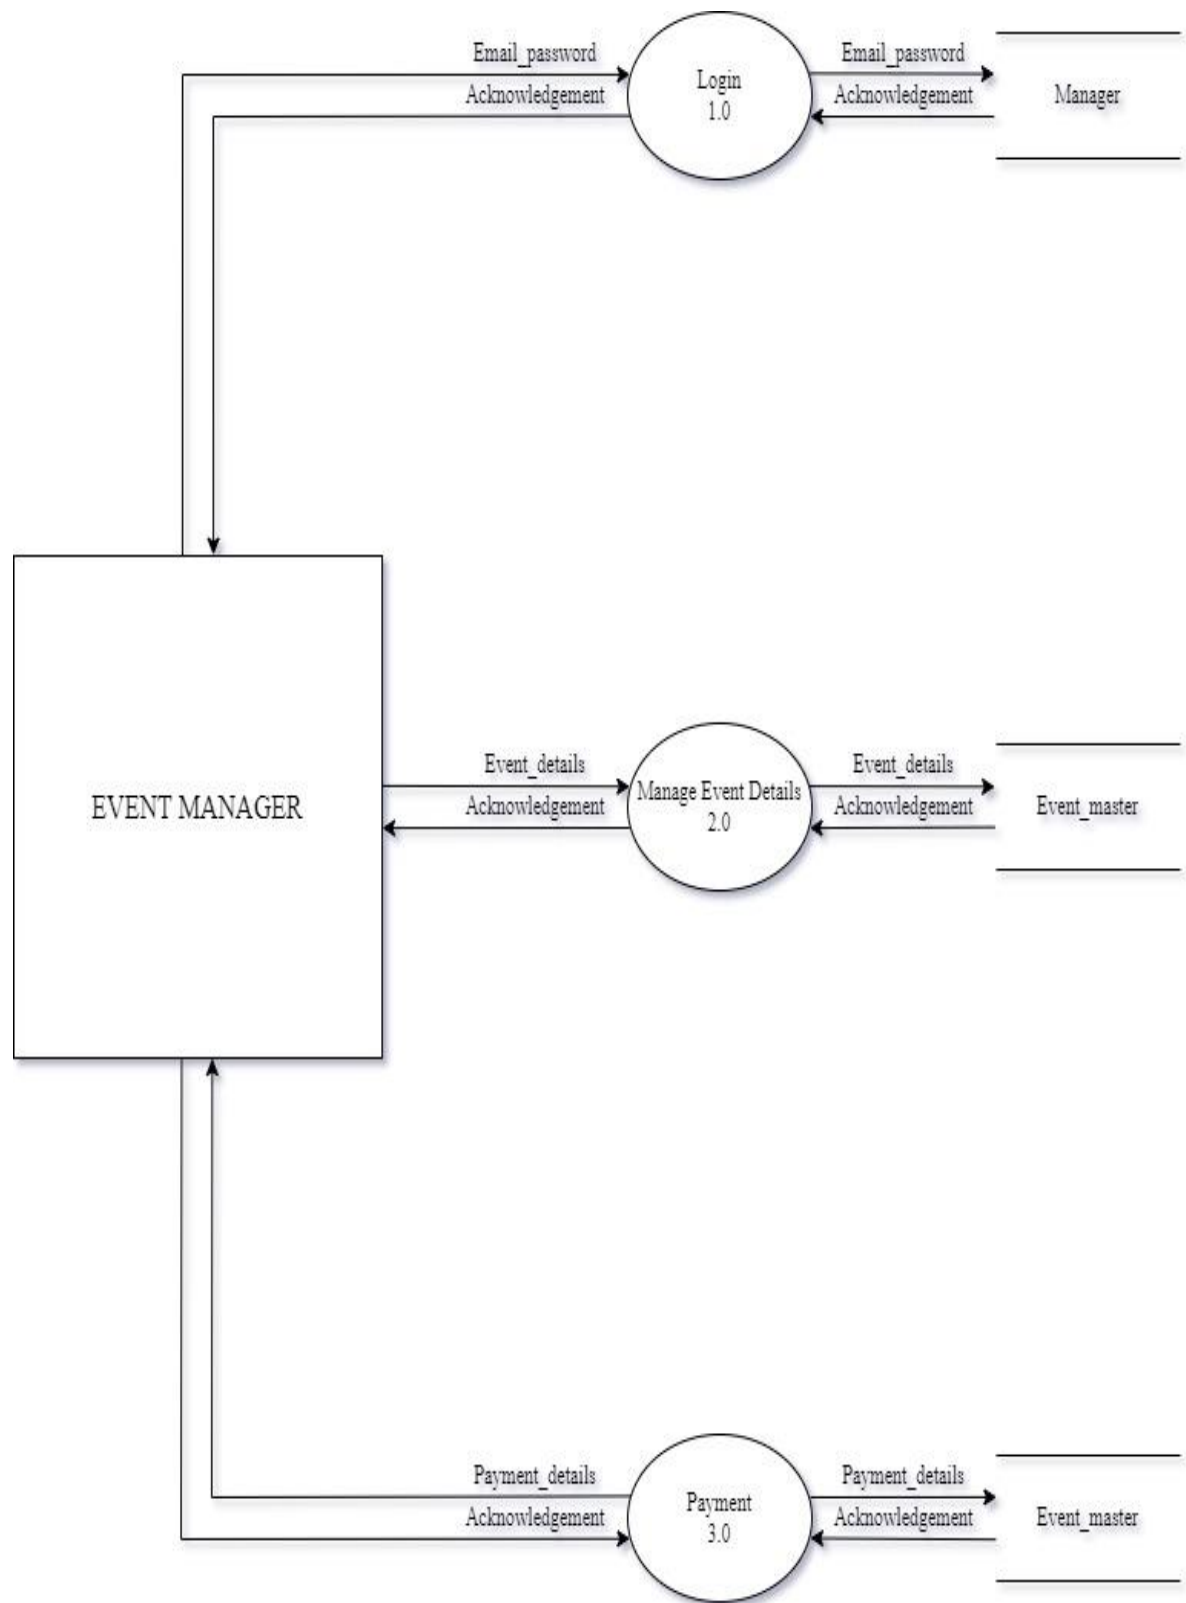 Email_password
Email_password
Login
1.0
Acknowledgement
Acknowledgement
Manager
EVENT MANAGER
Event_details
Event_details
Manage Event Details
2.0
Acknowledgement
Acknowledgement
Event_master
Payment_details
Payment_details
Payment
3.0
Acknowledgement
Acknowledgement
Event_master